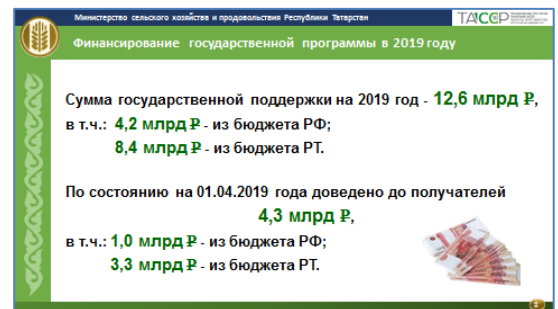 Министерство сельского хозяйства и продовольствия Республики Татарстан
ТАССР
Финансирование государственной программы в 2019 году
Сумма государственной поддержки на 2019 год - 12,6 млрд ₽,
в т.ч.: 4,2 млрд ₽ - из бюджета РФ;
8,4 млрд ₽ - из бюджета РТ.
По состоянию на 01.04.2019 года доведено до получателей
4,3 млрд ₽,
в т.ч.: 1,0 млрд ₽ - из бюджета РФ;
3,3 млрд ₽ - из бюджета РТ.